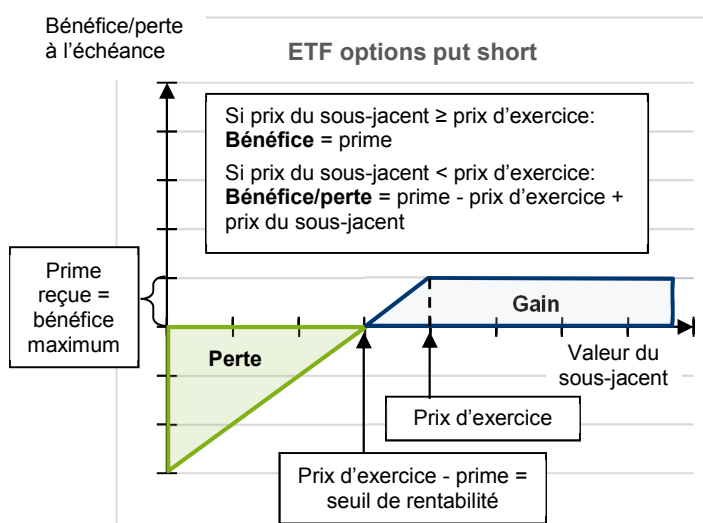 Bénéfice/perte
à l'échéance
ETF options put short
Si prix du sous-jacent ≥ prix d'exercice:
Bénéfice = prime
Si prix du sous-jacent < prix d'exercice:
Bénéfice/perte = prime - prix d'exercice +
prix du sous-jacent
Prime
reçue =
bénéfice
maximum
Gain
Perte
Valeur du
sous-jacent
Prix d'exercice
Prix d'exercice - prime =
seuil de rentabilité